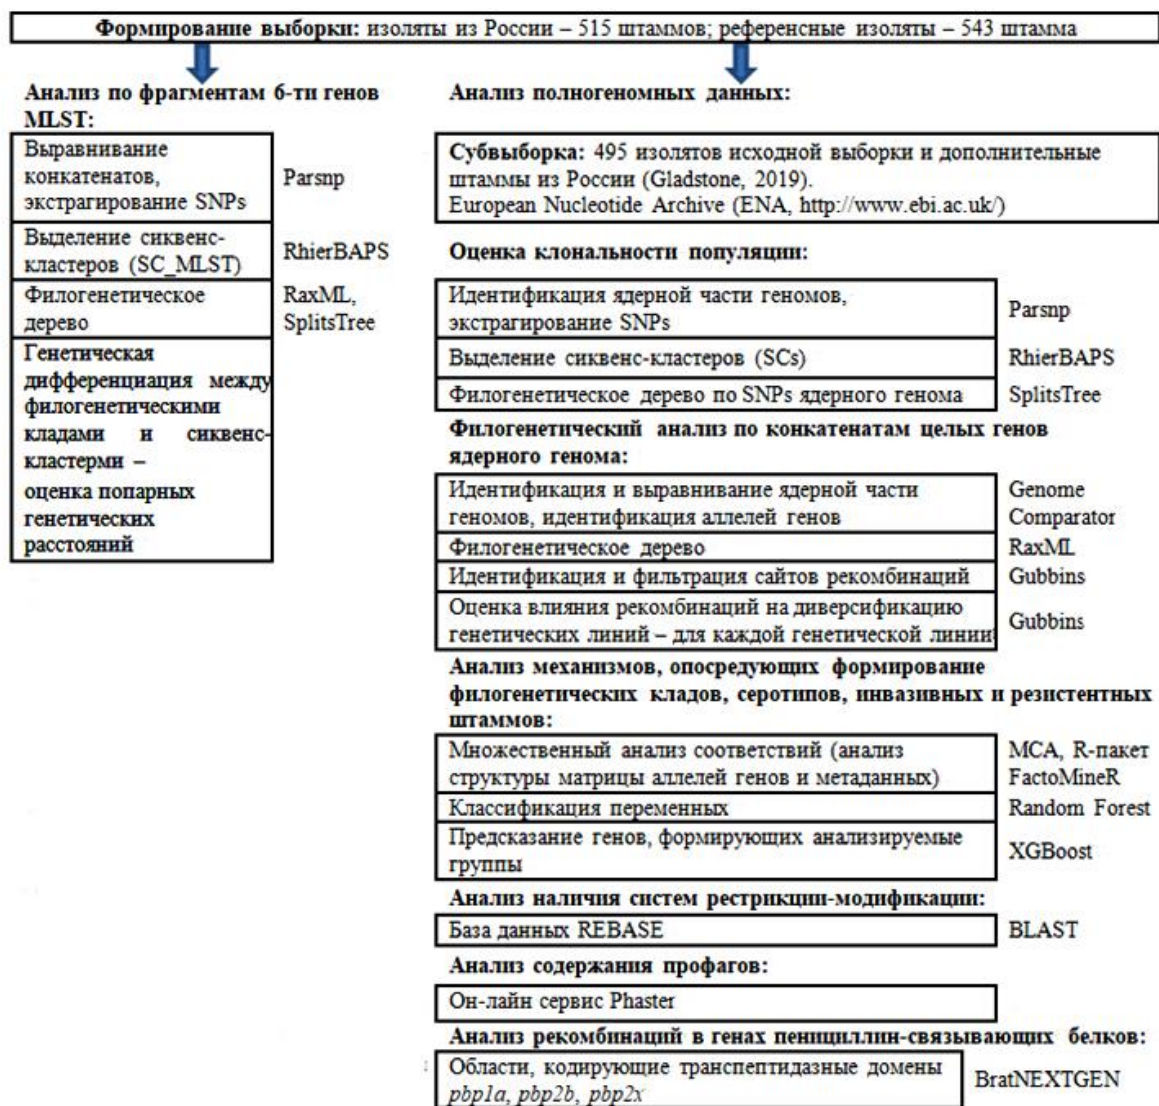 Формирование выборки: изоляты из России – 515 штаммов; референсные изоляты – 543 штамма
Анализ по фрагментам 6-ти генов
MLST:
Выравнивание
конкатенатов,
экстрагирование SNPs
Parsnp
Выделение сиквенс-
кластеров (SC_MLST)
RhierBAPS
Филогенетическое
дерево
RaxML,
SplitsTree
Генетическая
дифференциация между
филогенетическими
кладами и сиквенс-
кластерми –
оценка попарных
генетических
расстояний
Анализ полногеномных данных:
Субвыборка: 495 изолятов исходной выборки и дополнительные
штаммы из России (Gladstone, 2019).
European Nucleotide Archive (ENA, http://www.ebi.ac.uk/)
Оценка клональности популяции:
Идентификация ядерной части геномов,
экстрагирование SNPs
Parsnp
Выделение сиквенс-кластеров (SCs)
RhierBAPS
Филогенетическое дерево по SNPs ядерного генома
SplitsTree
Филогенетический анализ по конкатенатам целых генов
ядерного генома:
Идентификация и выравнивание ядерной части
геномов, идентификация аллелей генов
Genome
Comparator
Филогенетическое дерево
RaxML
Идентификация и фильтрация сайтов рекомбинаций
Gubbins
Оценка влияния рекомбинаций на диверсификацию
генетических линий – для каждой генетической линии
Gubbins
Анализ механизмов, опосредующих формирование
филогенетических кладов, серотипов, инвазивных и резистентных
штаммов:
Множественный анализ соответствий (анализ
структуры матрицы аллелей генов и метаданных)
MCA, R-пакет
FactoMineR
Классификация переменных
Random Forest
Предсказание генов, формирующих анализируемые
группы
XGBoost
Анализ наличия систем рестрикции-модификации:
База данных REBASE
BLAST
Анализ содержания профагов:
Он-лайн сервис Phaster
Анализ рекомбинаций в генах пенициллин-связывающих белков:
Области, кодирующие транспептидазные домены
pbp1a, pbp2b, pbp2x
BratNEXTGEN